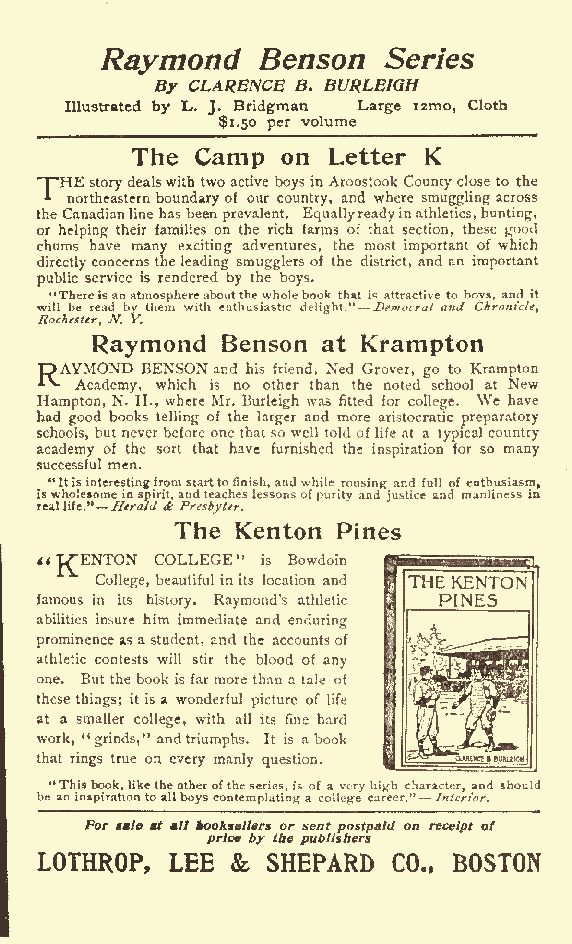 Raymond Benson Series
By CLARENCE B. BURLEIGH
Illustrated by L. J. Bridgman Large 12mo, Cloth
$1.50 per volume
The Camp on Letter K
THE story deals with two active boys in Aroostook County close to the
northeastern boundary of our country, and where smuggling across
the Canadian line has been prevalent. Equally ready in athletics, hunting,
or helping their families on the rich farms of that section, these good
chums have many exciting adventures, the most important of which
directly concerns the leading smugglers of the district, and an important
public service is rendered by the boys.
"There is an atmosphere about the whole book that is attractive to boys, and it
will be read by them with enthusiastic delight."—Democrat and Chronicle,
Rochester, N. Y.
Raymond Benson at Krampton
RAYMOND BENSON and his friend, Ned Grover, go to Krampton
Academy, which is no other than the noted school at New
Hampton, N. H., where Mr. Burleigh was fitted for college. We have
had good books telling of the larger and more aristocratic preparatory
schools, but never before one that so well told of life at a typical country
academy of the sort that have furnished the inspiration for so many
successful men.
"It is interesting from start to finish, and while rousing and full of enthusiasm,
is wholesome in spirit, and teaches lessons of purity and justice and manliness in
real life."—Herald & Presbyter.
The Kenton Pines
"KENTON COLLEGE" is Bowdoin
College, beautiful in its location and
famous in its history. Raymond's athletic
abilities insure him immediate and enduring
prominence as a student, and the accounts of
athletic contests will stir the blood of any
one. But the book is far more than a tale of
these things; it is a wonderful picture of life
at a smaller college, with all its fine hard
work, "grinds," and triumphs. It is a book
that rings true on every manly question.
THE KENTON
PINES
CLARENCE B BURLEIGH
"This book, like the other of the series, is of a very high character, and should
be an inspiration to all boys contemplating a college career."—Interior.
For sale at all booksellers or sent postpaid on receipt of
price by the publishers
LOTHROP, LEE & SHEPARD CO., BOSTON